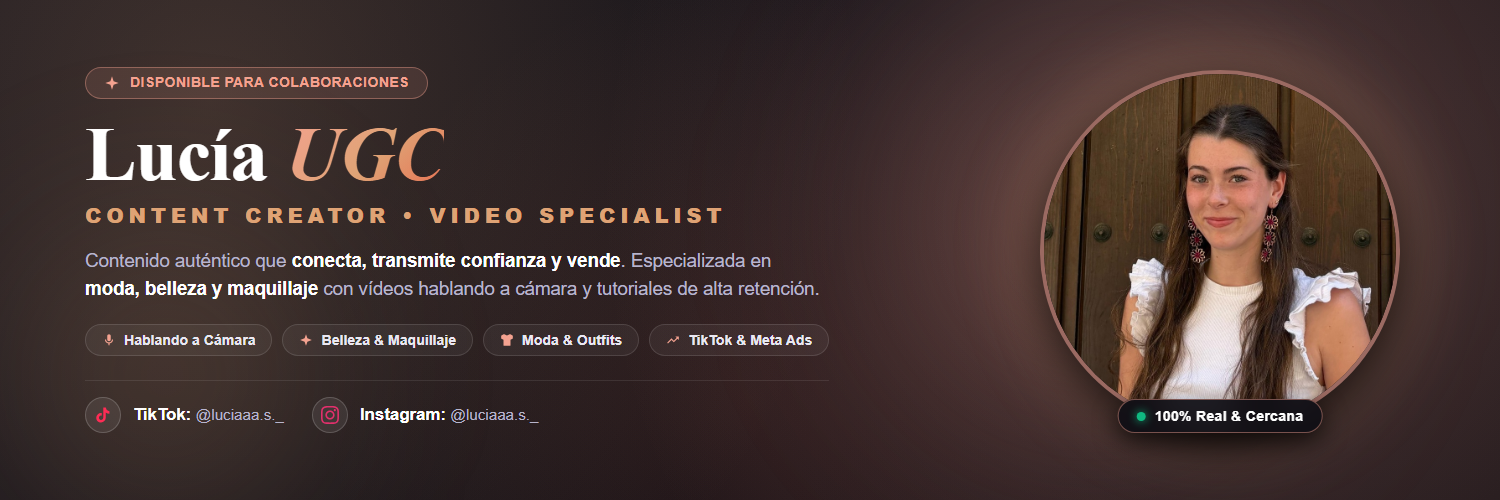 DISPONIBLE PARA COLABORACIONES
Lucía UGC
CONTENT CREATOR • VIDEO SPECIALIST
Contenido auténtico que conecta, transmite confianza y vende. Especializada en
moda, belleza y maquillaje con vídeos hablando a cámara y tutoriales de alta retención.
Hablando a Cámara
Belleza & Maquillaje
Moda & Outfits
TikTok & Meta Ads
TikTok: @luciaaa.s._
Instagram: @luciaaa.s._
100% Real & Cercana